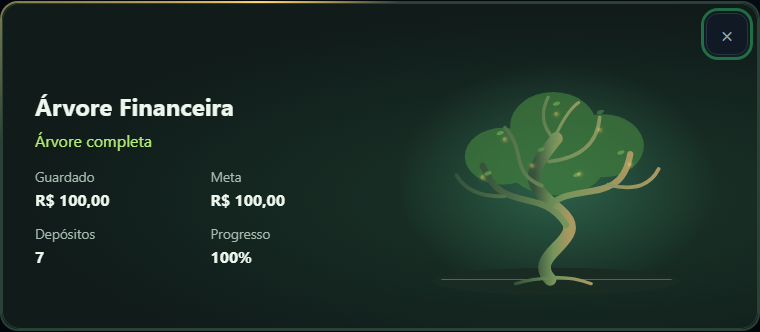 ×
Árvore Financeira
Árvore completa
Guardado Meta
R$ 100,00 R$ 100,00
Depósitos Progresso
7 100%